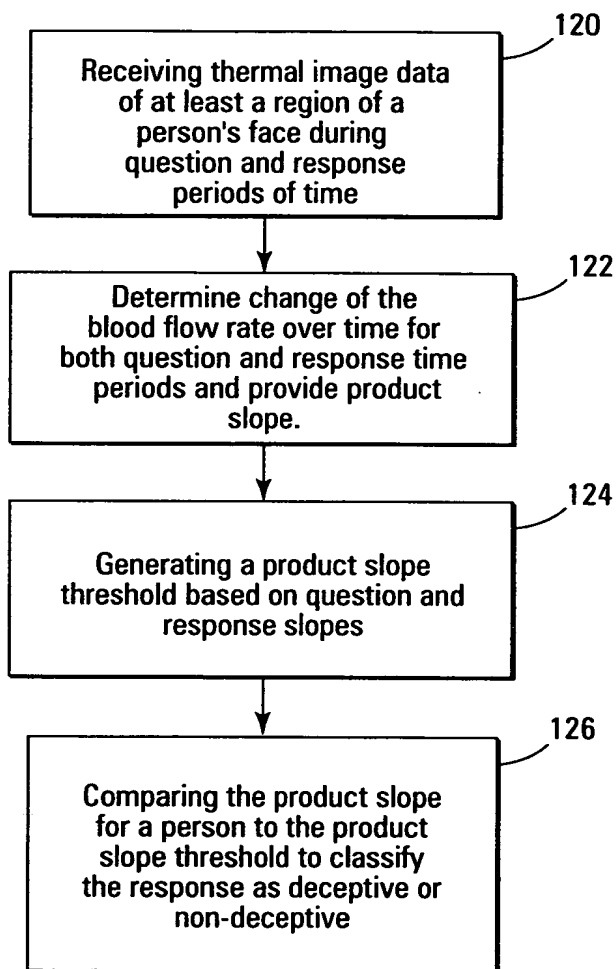 120
Receiving thermal image data
of at least a region of a
person's face during
question and response
periods of time
122
Determine change of the
blood flow rate over time for
both question and response time
periods and provide product
slope.
124
Generating a product slope
threshold based on question and
response slopes
126
Comparing the product slope
for a person to the product
slope threshold to classify
the response as deceptive or
non-deceptive